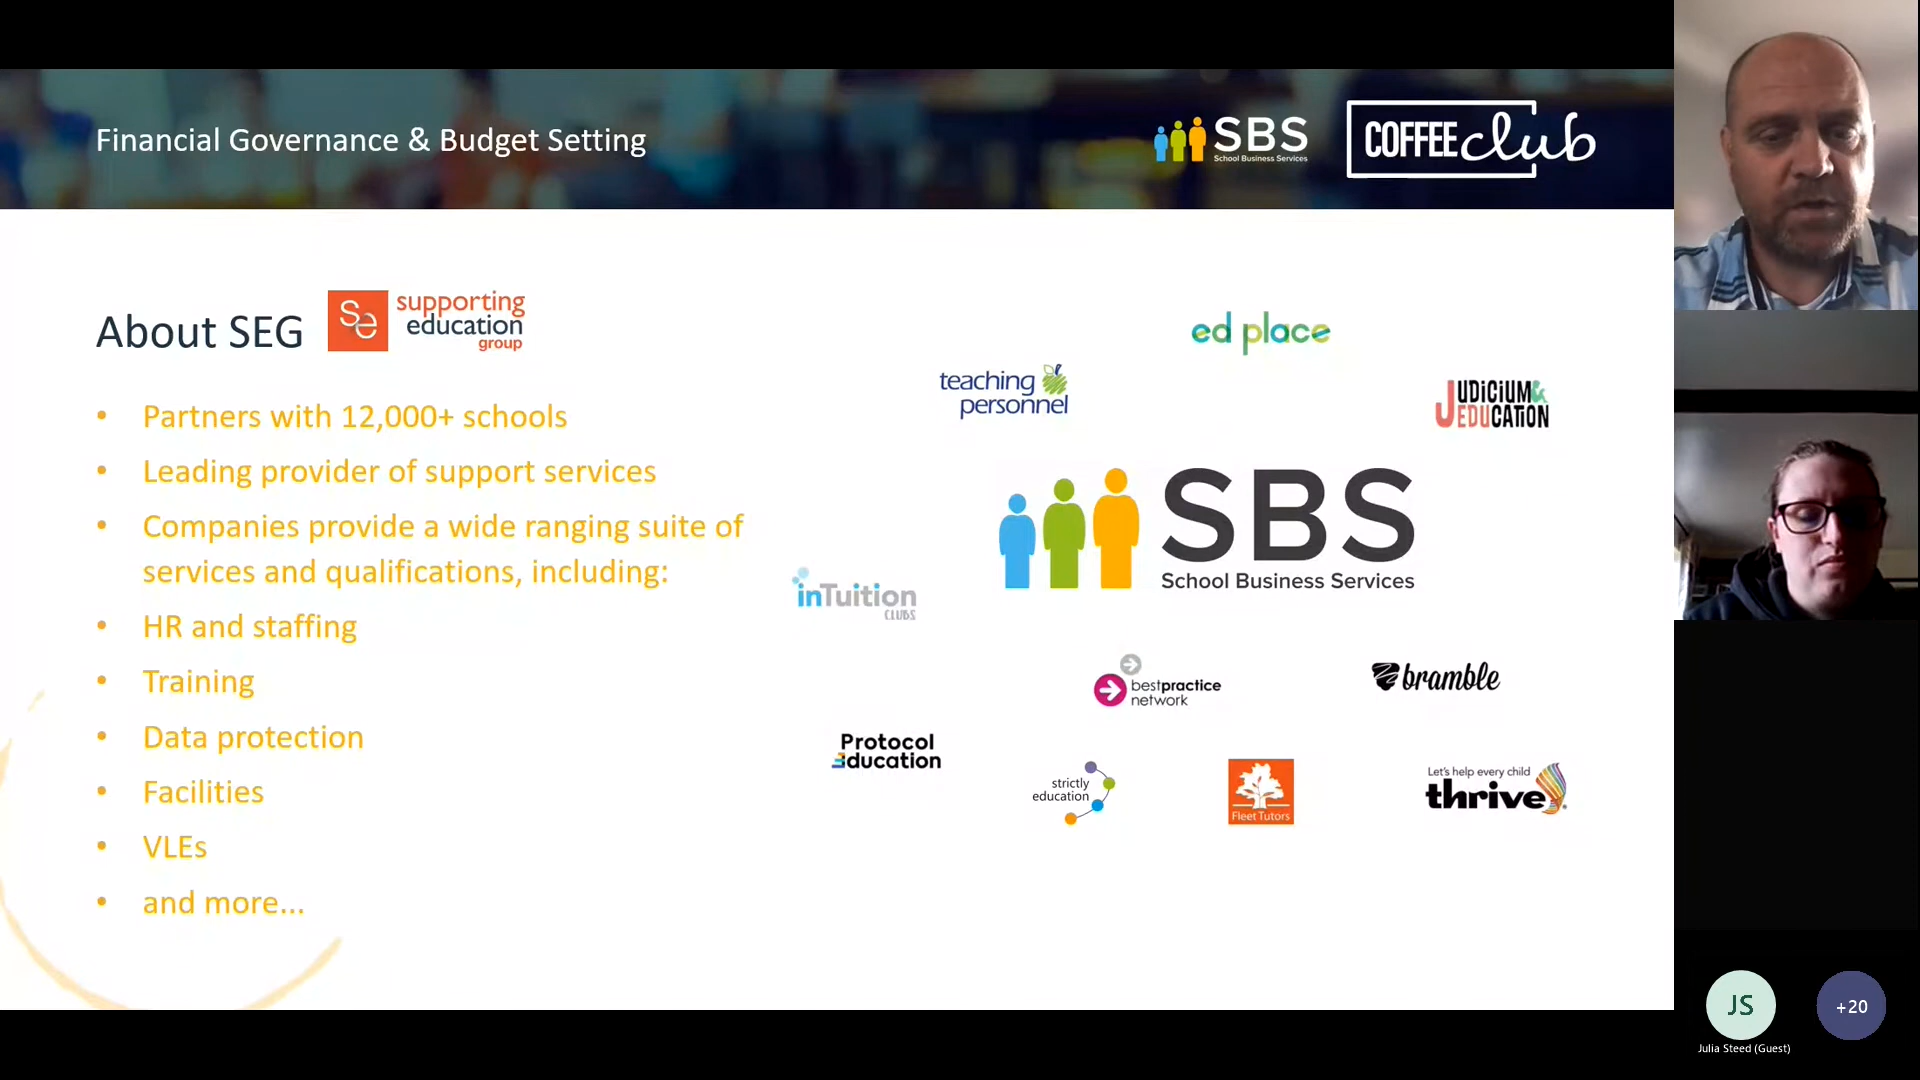 Financial Governance & Budget Setting
SBS
School Business Services
COFFEE club
About SEG
se
supporting
education
group
• Partners with 12,000+ schools
• Leading provider of support services
• Companies provide a wide ranging suite of
services and qualifications, including:
• HR and staffing
• Training
• Data protection
• Facilities
• VLEs
• and more...
ed place
teaching
personnel
JUDICIUM
EDUCATION
SBS
School Business Services
inTuition
CLUBS
bestpractice
network
bramble
Protocol
Education
strictly
education
Fleet Tutors
Let's help every child
thrive
JS
+20
Julia Steed (Guest)